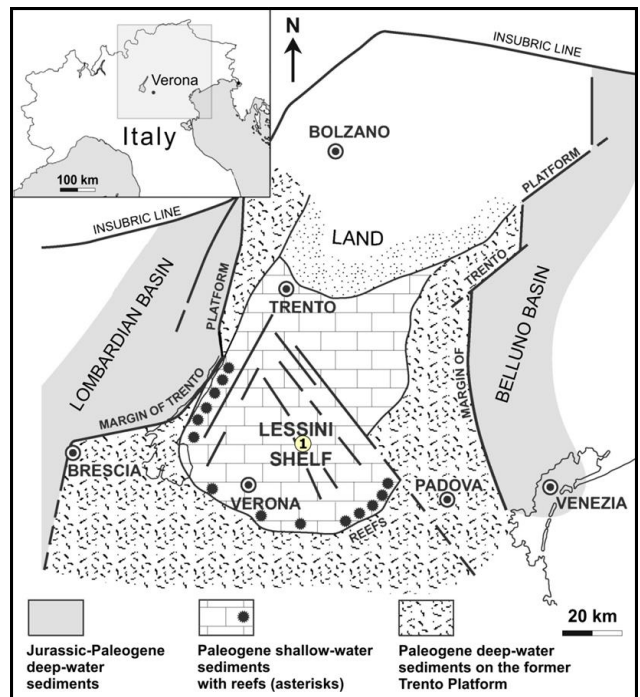 Verona
Italy
100 km
N
INSUBRIC LINE
BOLZANO
PLATFORM
INSUBRIC LINE
LAND
TRENTO
LOMBARDIAN BASIN
PLATFORM
TRENTO
BELLUNO BASIN
MARGIN OF TRENTO
MARGIN OF
LESSINI
1
SHELF
BRESCIA
VERONA
PADOVA
VENEZIA
REEFS
20 km
Jurassic-Paleogene
deep-water
sediments
Paleogene shallow-water
sediments
with reefs (asterisks)
Paleogene deep-water
sediments on the former
Trento Platform